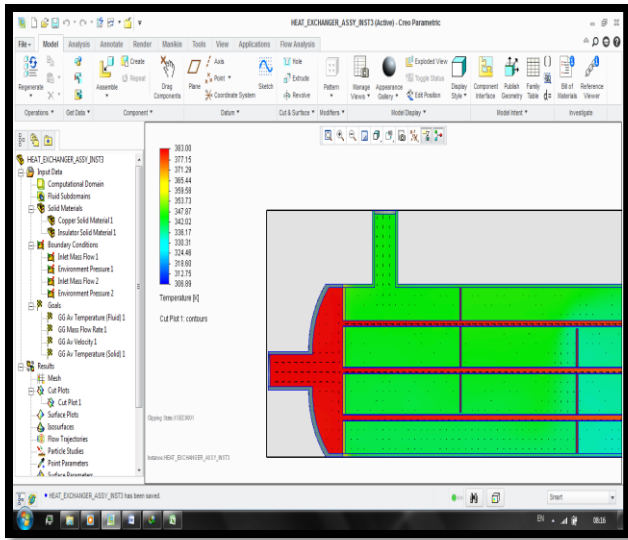 HEAT_EXCHANGER_ASSY_INST3 (Active) - Creo Parametric
File Model Analysis Annotate Render Manikin Tools View Applications Flow Analysis
Regenerate
Assemble
Create
Repeat
Drag Components
Plane
Axis
Point
Coordinate System
Sketch
Hole
Extrude
Revolve
Pattern
Manage Views
Appearance Gallery
Exploded View
Toggle Status
Edit Position
Display Style
Component Interface
Publish Geometry
Family Table
d=
Bill of Materials
Reference Viewer
Operations Get Data Component Datum Cut & Surface Modifiers Model Display Model Intent Investigate
HEAT_EXCHANGER_ASSY_INST3
Input Data
Computational Domain
Fluid Subdomains
Solid Materials
Copper Solid Material 1
Insulator Solid Material 1
Boundary Conditions
Inlet Mass Flow 1
Environment Pressure 1
Inlet Mass Flow 2
Environment Pressure 2
Goals
GG Av Temperature (Fluid) 1
GG Mass Flow Rate 1
GG Av Velocity 1
GG Av Temperature (Solid) 1
Results
Mesh
Cut Plots
Cut Plot 1
Surface Plots
Isosurfaces
Flow Trajectories
Particle Studies
Point Parameters
Surface Parameters
383.00
377.15
371.29
365.44
359.58
353.73
347.87
342.02
336.17
330.31
324.46
318.60
312.75
306.89
Temperature [K]
Cut Plot 1: contours
Clipping State:XSEC0001
Instance:HEAT_EXCHANGER_ASSY_INST3
HEAT_EXCHANGER_ASSY_INST3 has been saved.
Smart
EN
08:16